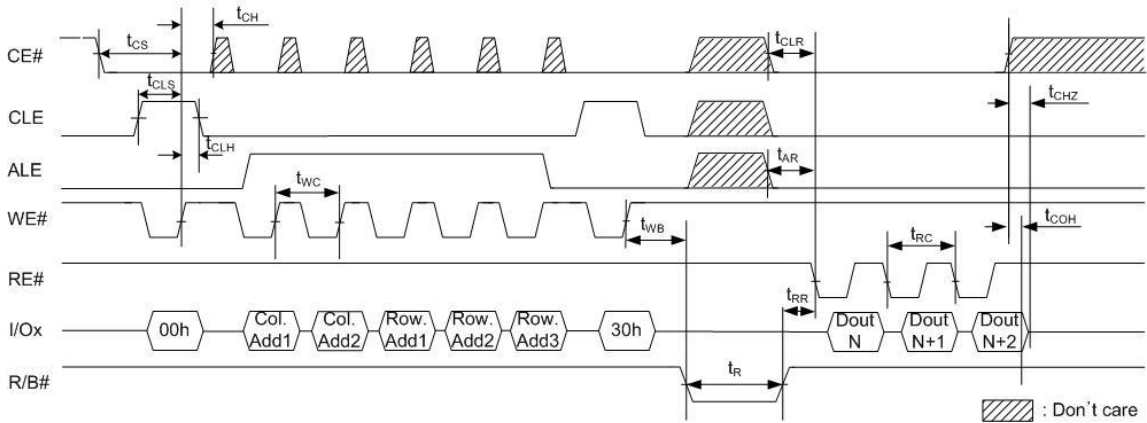 tCH
tCS
tCLR
CE#
tCLS
tCHZ
CLE
tCLH
tAR
ALE
tWC
WE#
tWB
tCOH
tRC
RE#
tRR
I/Ox
00h
Col. Add1
Col. Add2
Row. Add1
Row. Add2
Row. Add3
30h
Dout N
Dout N+1
Dout N+2
R/B#
tR
: Don't care